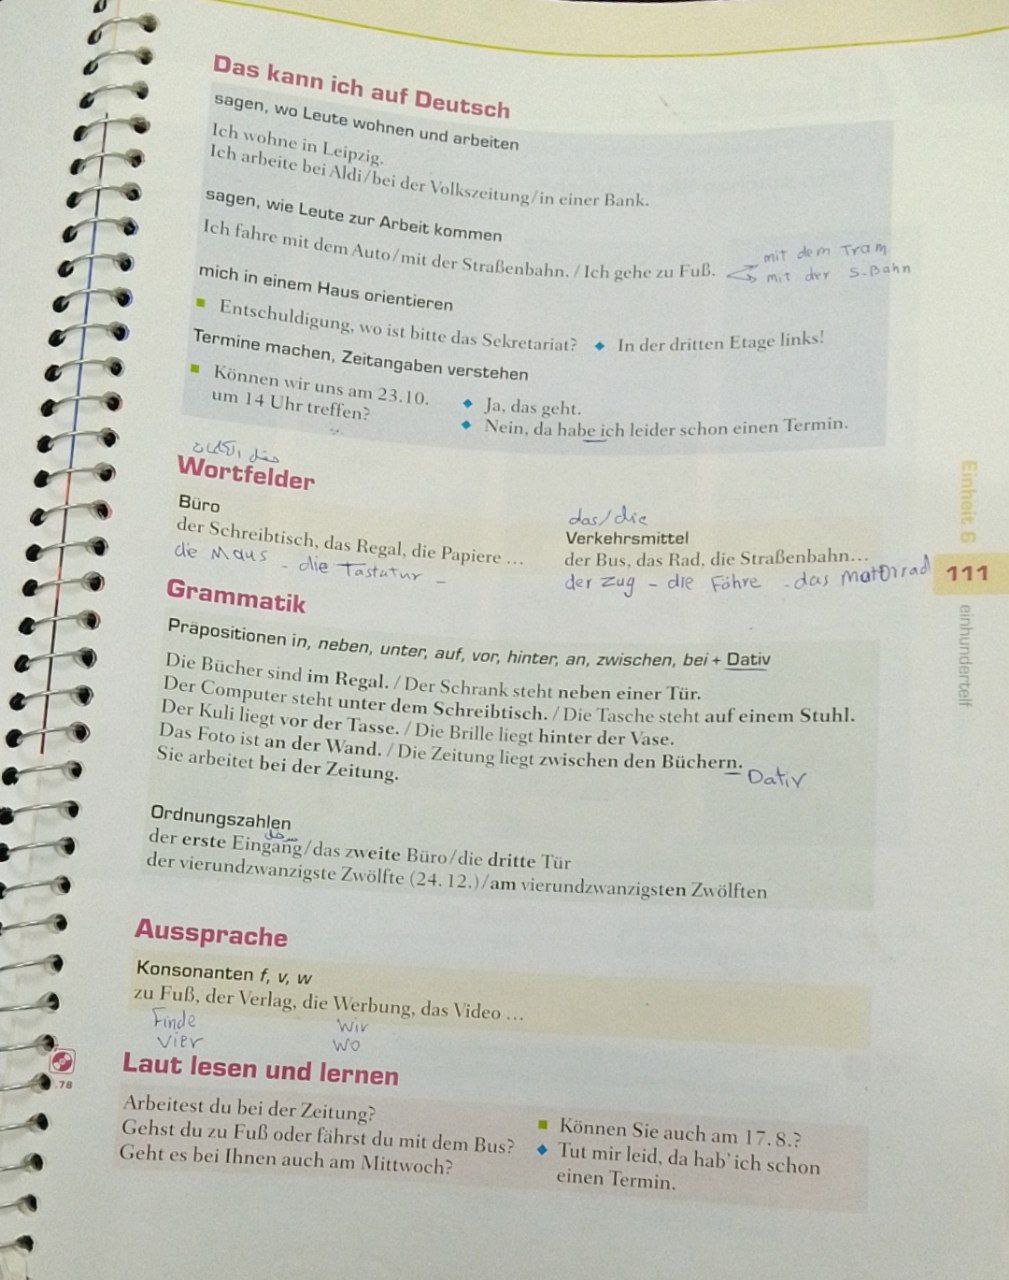 Das kann ich auf Deutsch
sagen, wo Leute wohnen und arbeiten
Ich wohne in Leipzig.
Ich arbeite bei Aldi/bei der Volkszeitung/in einer Bank.
sagen, wie Leute zur Arbeit kommen
Ich fahre mit dem Auto/mit der Straßenbahn. / Ich gehe zu Fuß.
mit dem Tram
mit der S-Bahn
mich in einem Haus orientieren
Entschuldigung, wo ist bitte das Sekretariat? ◆ In der dritten Etage links!
Termine machen, Zeitangaben verstehen
■ Können wir uns am 23.10. um 14 Uhr treffen?
◆ Ja, das geht.
◆ Nein, da habe ich leider schon einen Termin.
حقل الكلمات
Wortfelder
Büro
der Schreibtisch, das Regal, die Papiere …
die Maus - die Tastatur -
das/die
Verkehrsmittel
der Bus, das Rad, die Straßenbahn…
der Zug - die Föhre - das Motorrad
Einheit 6
111
einhundertelf
Grammatik
Präpositionen in, neben, unter, auf, vor, hinter, an, zwischen, bei + Dativ
Die Bücher sind im Regal. / Der Schrank steht neben einer Tür.
Der Computer steht unter dem Schreibtisch. / Die Tasche steht auf einem Stuhl.
Der Kuli liegt vor der Tasse. / Die Brille liegt hinter der Vase.
Das Foto ist an der Wand. / Die Zeitung liegt zwischen den Büchern.
Dativ
Sie arbeitet bei der Zeitung.
Ordnungszahlen
مدخل
der erste Eingang/das zweite Büro/die dritte Tür
der vierundzwanzigste Zwölfte (24. 12.)/am vierundzwanzigsten Zwölften
Aussprache
Konsonanten f, v, w
zu Fuß, der Verlag, die Werbung, das Video …
Finde Wir
Vier Wo
Laut lesen und lernen
.78
Arbeitest du bei der Zeitung?
Gehst du zu Fuß oder fährst du mit dem Bus?
Geht es bei Ihnen auch am Mittwoch?
■ Können Sie auch am 17. 8.?
◆ Tut mir leid, da hab' ich schon
einen Termin.